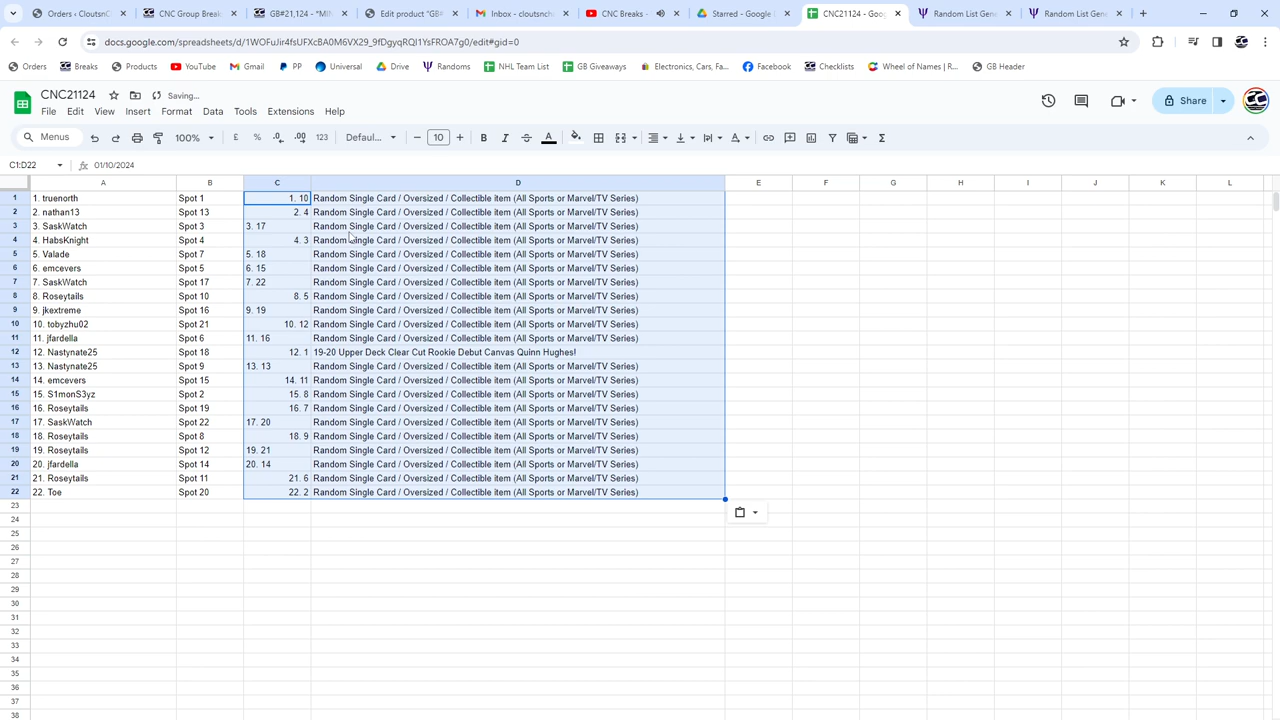 Orders · Cloutsn C
CNC Group Break
GB#21,124 - *Mith
Edit product "GB
Inbox - cloutsnch
CNC Breaks -
Starred - Google
CNC21124 - Goo
Random List Gene
Random List Gene
docs.google.com/spreadsheets/d/1WOFuJir4fsUFXcBA0M6VX29_9fDgyqRQI1YsFROA7g0/edit#gid=0
Orders Breaks Products YouTube Gmail PP Universal Drive Randoms NHL Team List GB Giveaways Electronics, Cars, Fa... Facebook Checklists Wheel of Names | R... GB Header
CNC21124 Saving...
File Edit View Insert Format Data Tools Extensions Help
Share
Menus 100% £ % .0 .00 123 Defaul... 10 B I A
C1:D22 01/10/2024
A B C D E F G H I J K L
1 1. truenorth Spot 1 1. 10 Random Single Card / Oversized / Collectible item (All Sports or Marvel/TV Series)
2 2. nathan13 Spot 13 2. 4 Random Single Card / Oversized / Collectible item (All Sports or Marvel/TV Series)
3 3. SaskWatch Spot 3 3. 17 Random Single Card / Oversized / Collectible item (All Sports or Marvel/TV Series)
4 4. HabsKnight Spot 4 4. 3 Random Single Card / Oversized / Collectible item (All Sports or Marvel/TV Series)
5 5. Valade Spot 7 5. 18 Random Single Card / Oversized / Collectible item (All Sports or Marvel/TV Series)
6 6. emcevers Spot 5 6. 15 Random Single Card / Oversized / Collectible item (All Sports or Marvel/TV Series)
7 7. SaskWatch Spot 17 7. 22 Random Single Card / Oversized / Collectible item (All Sports or Marvel/TV Series)
8 8. Roseytails Spot 10 8. 5 Random Single Card / Oversized / Collectible item (All Sports or Marvel/TV Series)
9 9. jkextreme Spot 16 9. 19 Random Single Card / Oversized / Collectible item (All Sports or Marvel/TV Series)
10 10. tobyzhu02 Spot 21 10. 12 Random Single Card / Oversized / Collectible item (All Sports or Marvel/TV Series)
11 11. jfardella Spot 6 11. 16 Random Single Card / Oversized / Collectible item (All Sports or Marvel/TV Series)
12 12. Nastynate25 Spot 18 12. 1 19-20 Upper Deck Clear Cut Rookie Debut Canvas Quinn Hughes!
13 13. Nastynate25 Spot 9 13. 13 Random Single Card / Oversized / Collectible item (All Sports or Marvel/TV Series)
14 14. emcevers Spot 15 14. 11 Random Single Card / Oversized / Collectible item (All Sports or Marvel/TV Series)
15 15. S1monS3yz Spot 2 15. 8 Random Single Card / Oversized / Collectible item (All Sports or Marvel/TV Series)
16 16. Roseytails Spot 19 16. 7 Random Single Card / Oversized / Collectible item (All Sports or Marvel/TV Series)
17 17. SaskWatch Spot 22 17. 20 Random Single Card / Oversized / Collectible item (All Sports or Marvel/TV Series)
18 18. Roseytails Spot 8 18. 9 Random Single Card / Oversized / Collectible item (All Sports or Marvel/TV Series)
19 19. Roseytails Spot 12 19. 21 Random Single Card / Oversized / Collectible item (All Sports or Marvel/TV Series)
20 20. jfardella Spot 14 20. 14 Random Single Card / Oversized / Collectible item (All Sports or Marvel/TV Series)
21 21. Roseytails Spot 11 21. 6 Random Single Card / Oversized / Collectible item (All Sports or Marvel/TV Series)
22 22. Toe Spot 20 22. 2 Random Single Card / Oversized / Collectible item (All Sports or Marvel/TV Series)
23
24
25
26
27
28
29
30
31
32
33
34
35
36
37
38